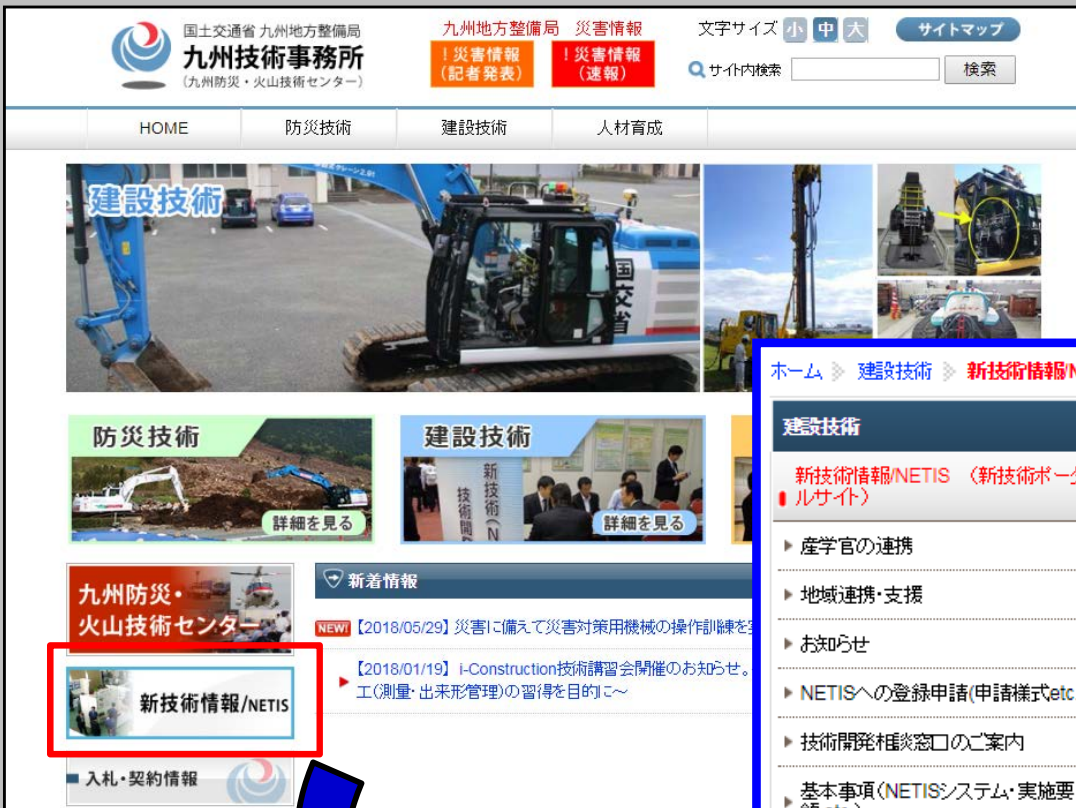 国土交通省 九州地方整備局
九州技術事務所
(九州防災・火山技術センター)
九州地方整備局 災害情報
!災害情報
(記者発表)
!災害情報
(速報)
文字サイズ 小 中 大
サイトマップ
サイト内検索
検索
HOME 防災技術 建設技術 人材育成
建設技術
国交省
防災技術
詳細を見る
建設技術
新技術(N
技術開
詳細を見る
九州防災・
火山技術センター
新技術情報/NETIS
入札・契約情報
新着情報
NEW! 【2018/05/29】災害に備えて災害対策用機械の操作訓練を
【2018/01/19】i-Construction技術講習会開催のお知らせ。
工(測量・出来形管理)の習得を目的に~
ホーム 建設技術 新技術情報/N
建設技術
新技術情報/NETIS (新技術ポータ
ルサイト)
産学官の連携
地域連携・支援
お知らせ
NETISへの登録申請(申請様式etc
技術開発相談窓口のご案内
基本事項(NETISシステム・実施要